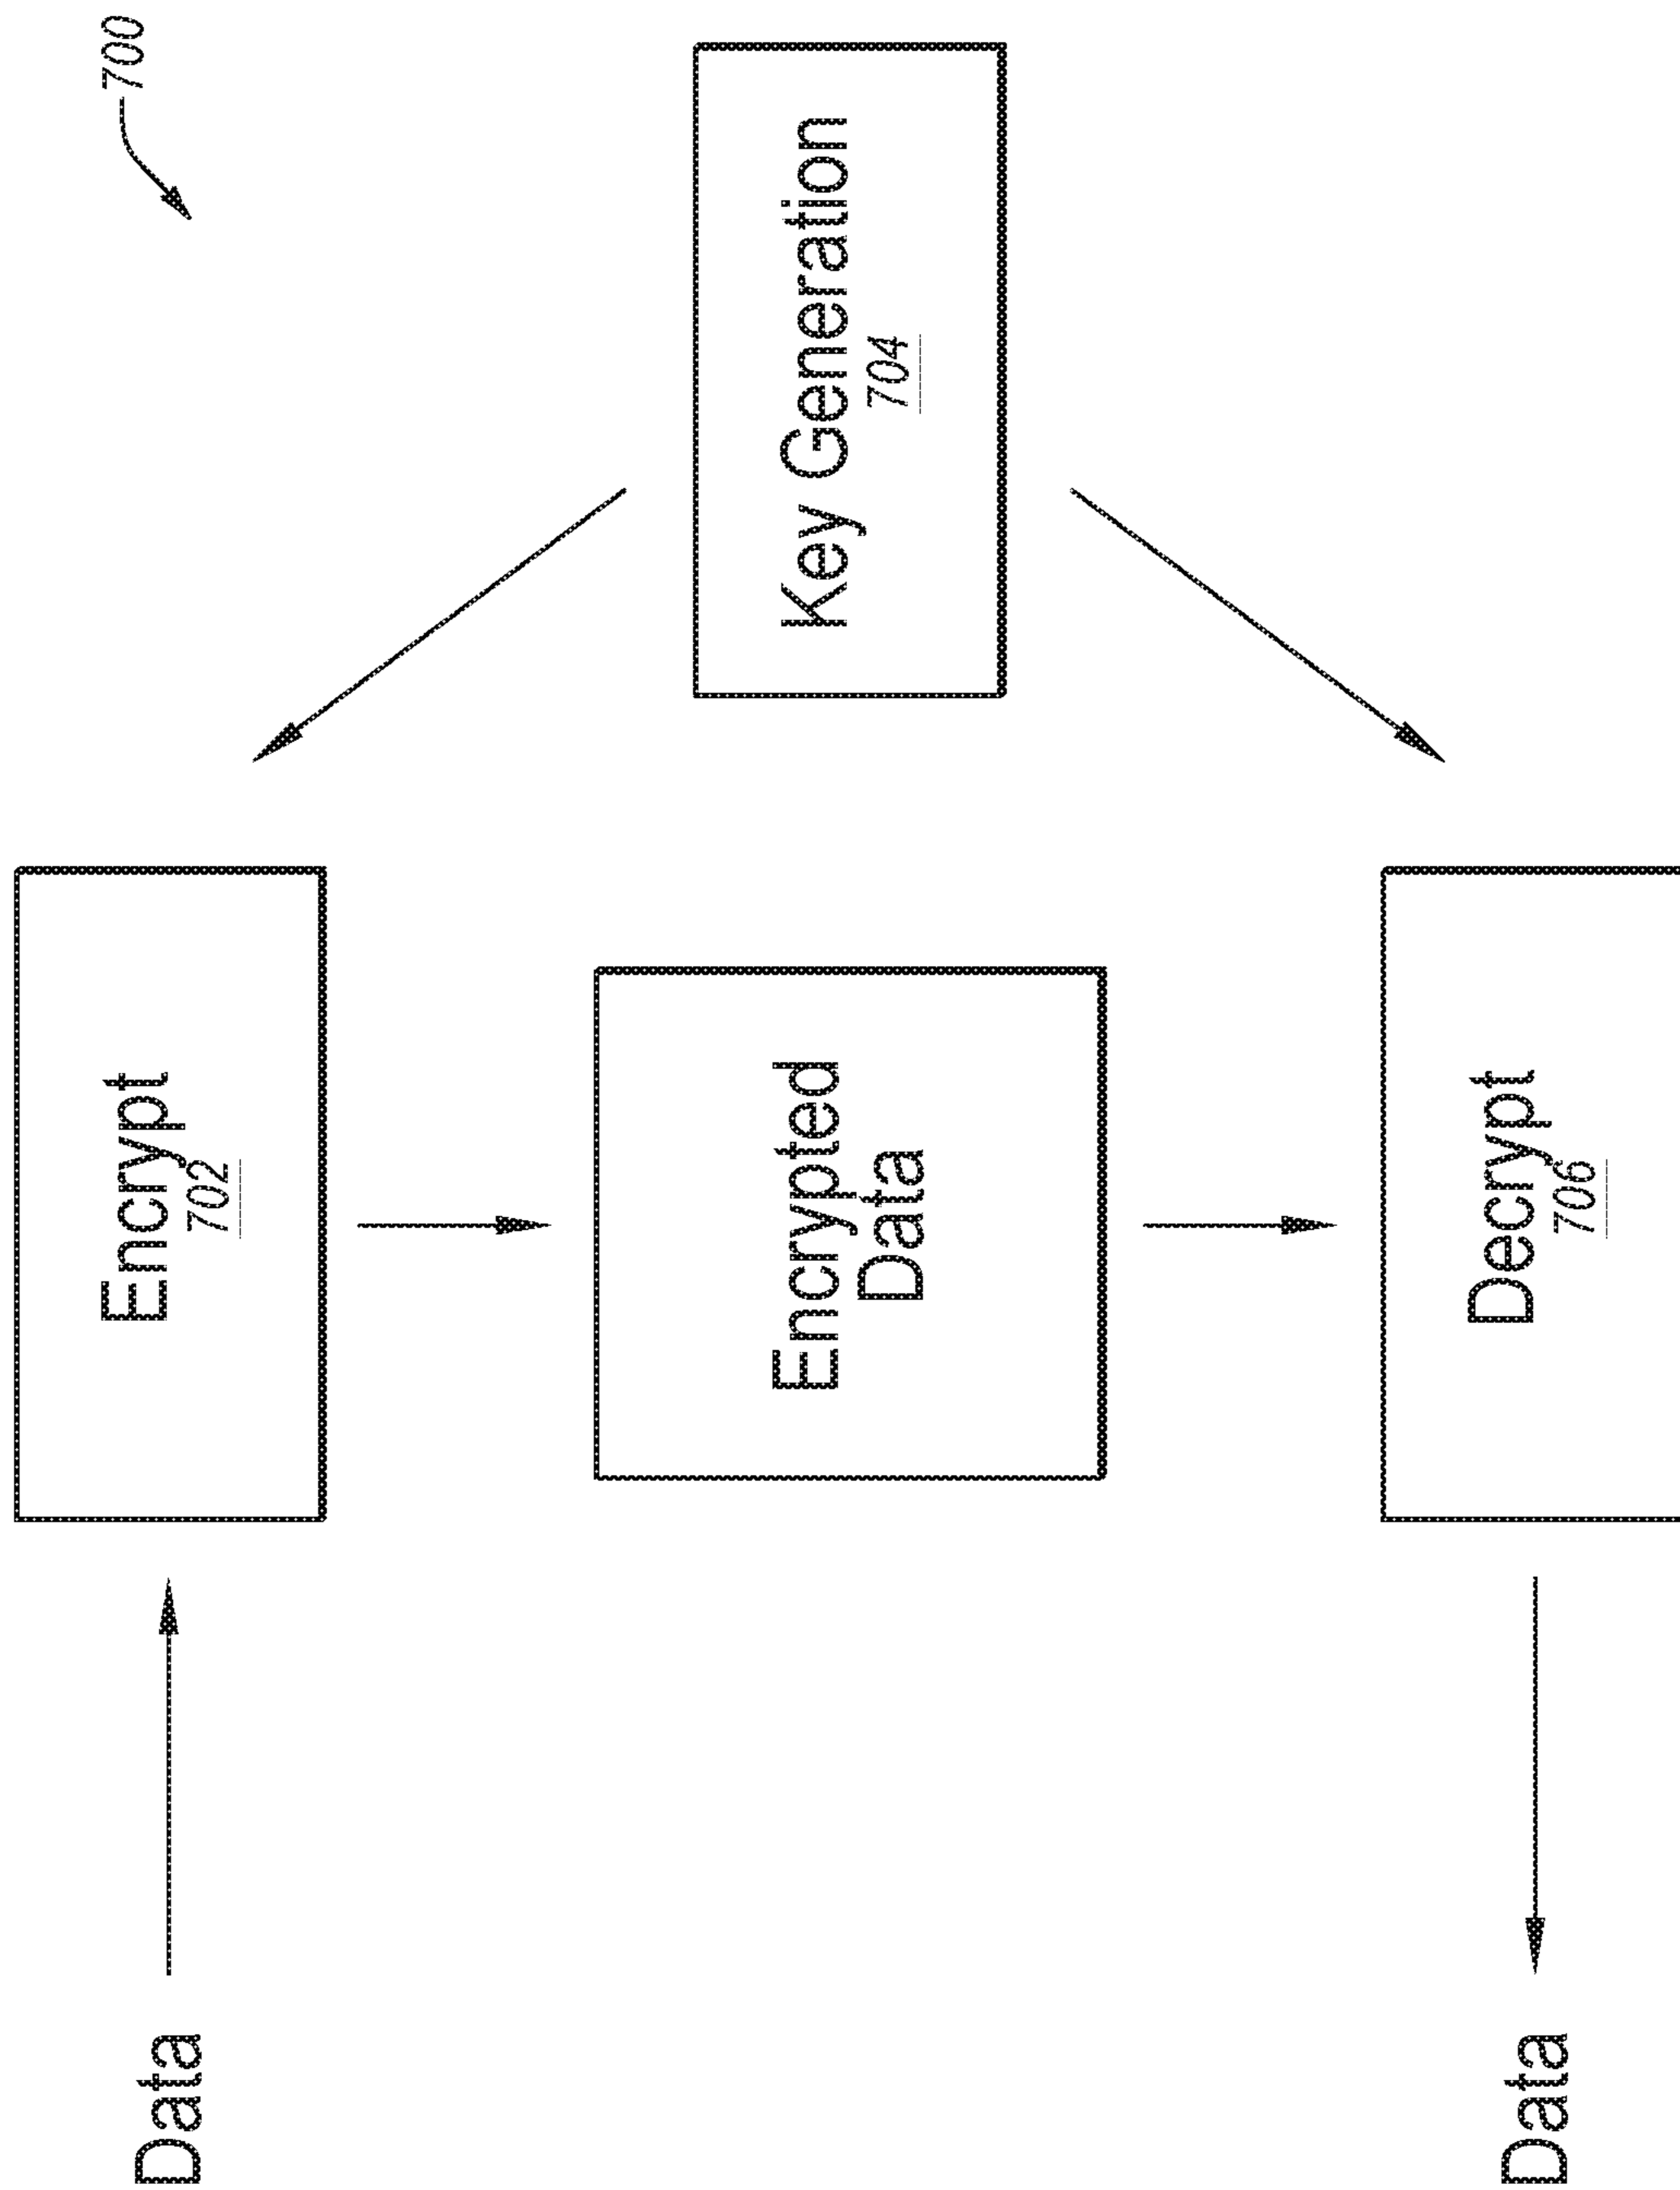 700
Data
Encrypt
702
Key Generation
704
Encrypted
Data
Data
Decrypt
706